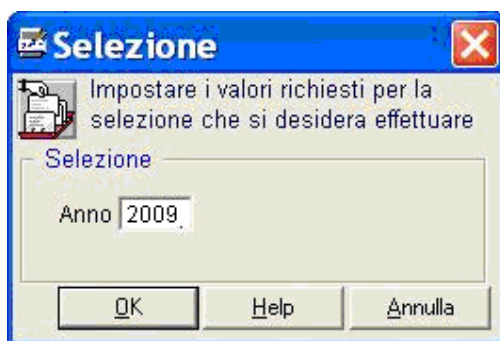 Selezione
Impostare i valori richiesti per la
selezione che si desidera effettuare
Selezione
Anno 2009
OK Help Annulla